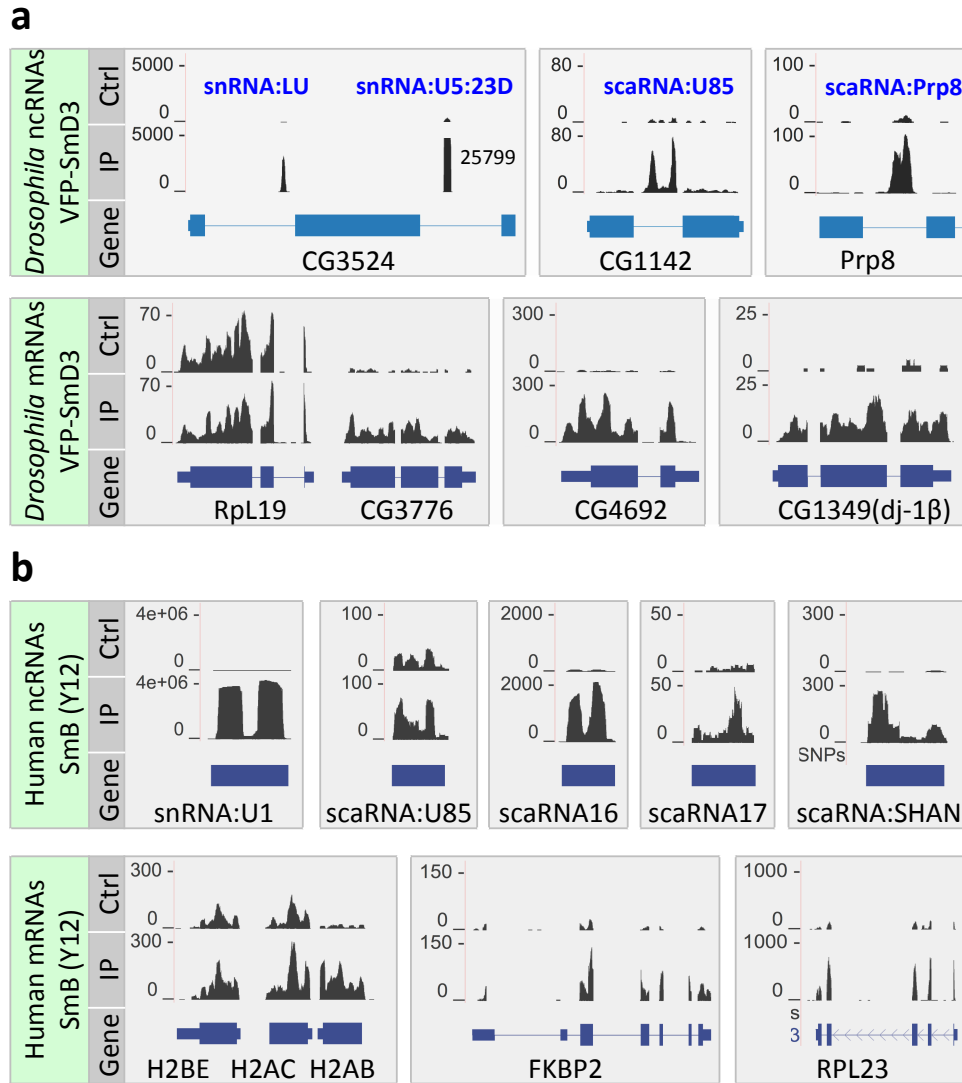 a
Drosophila ncRNAs
VFP-SmD3
Ctrl
IP
Gene
5000
0
5000
0
snRNA:LU
snRNA:U5:23D
25799
CG3524
80
0
80
0
scaRNA:U85
CG1142
100
0
100
0
scaRNA:Prp8
Prp8
Drosophila mRNAs
VFP-SmD3
Ctrl
IP
Gene
70
0
70
0
RpL19
CG3776
300
0
300
0
CG4692
25
0
25
0
CG1349(dj-1β)
b
Human ncRNAs
SmB (Y12)
Ctrl
IP
Gene
4e+06
0
4e+06
0
snRNA:U1
100
0
100
0
scaRNA:U85
2000
0
2000
0
scaRNA16
50
0
50
0
scaRNA17
300
0
300
0
SNPs
scaRNA:SHAN
Human mRNAs
SmB (Y12)
Ctrl
IP
Gene
300
0
300
0
H2BE
H2AC
H2AB
150
0
150
0
FKBP2
1000
0
1000
0
s
3
RPL23